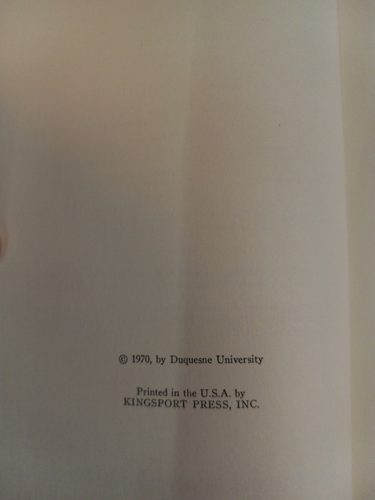 © 1970, by Duquesne University
Printed in the U.S.A. by
KINGSPORT PRESS, INC.